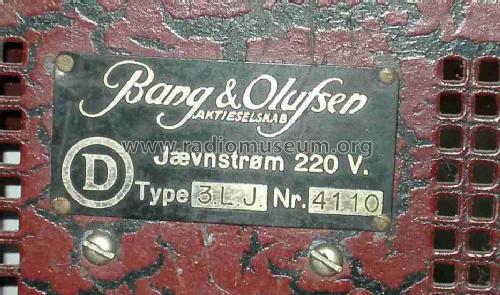 Bang & Olufsen
AKTIESELSKAB
www.radiomuseum.org
D
Jævnstrøm 220 V.
Type 3.L.J. Nr. 4110